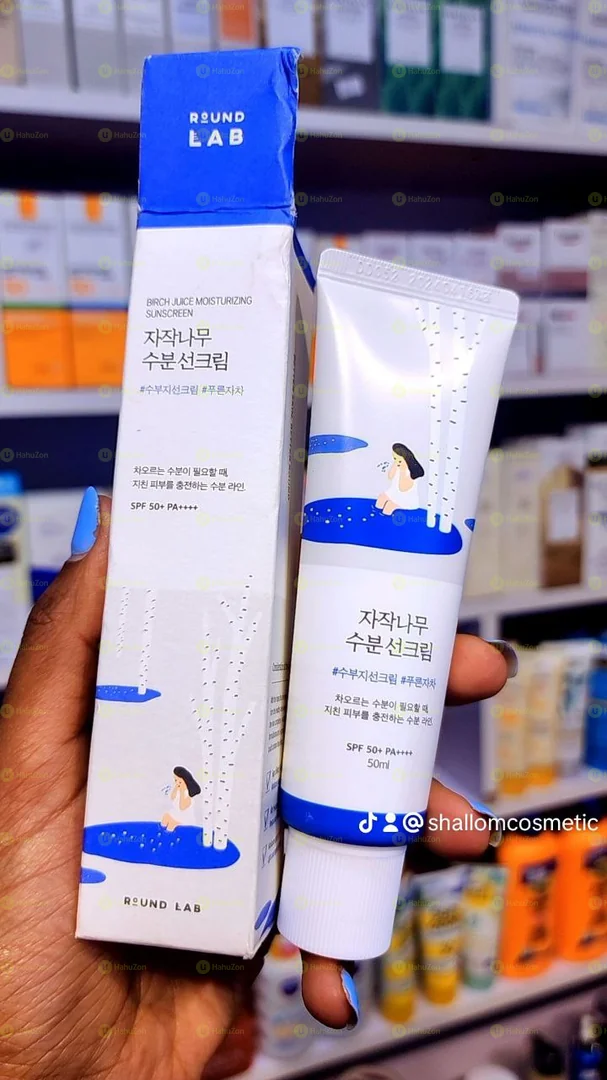 ROUND
LAB
BIRCH JUICE MOISTURIZING
SUNSCREEN
자작나무
수분선크림
#수부지선크림 #푸른자차
차오르는 수분이 필요할 때,
지친 피부를 충전하는 수분 라인.
SPF 50+ PA++++
ROUND LAB
자작나무
수분선크림
#수부지선크림 #푸른자차
차오르는 수분이 필요할 때,
지친 피부를 충전하는 수분 라인.
SPF 50+ PA++++
50ml
@ shallomcosmetic
HahuZon